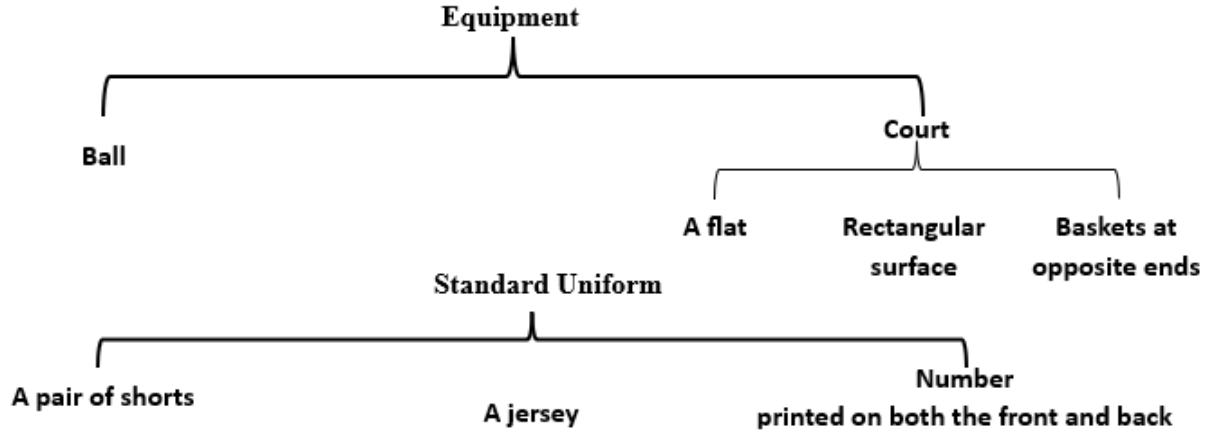 Equipment
Ball
Court
A flat
Rectangular
surface
Baskets at
opposite ends
Standard Uniform
A pair of shorts
A jersey
Number
printed on both the front and back